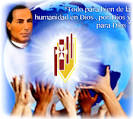 "Todo para bien de la
humanidad en Dios , por Dios y
para Dios"